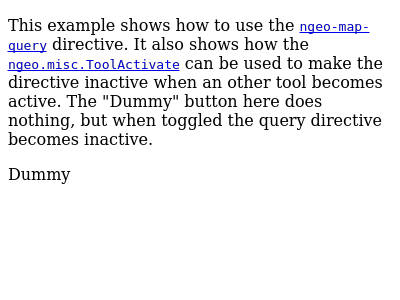 This example shows how to use the ngeo-map-
query directive. It also shows how the
ngeo.misc.ToolActivate can be used to make the
directive inactive when an other tool becomes
active. The "Dummy" button here does
nothing, but when toggled the query directive
becomes inactive.
Dummy